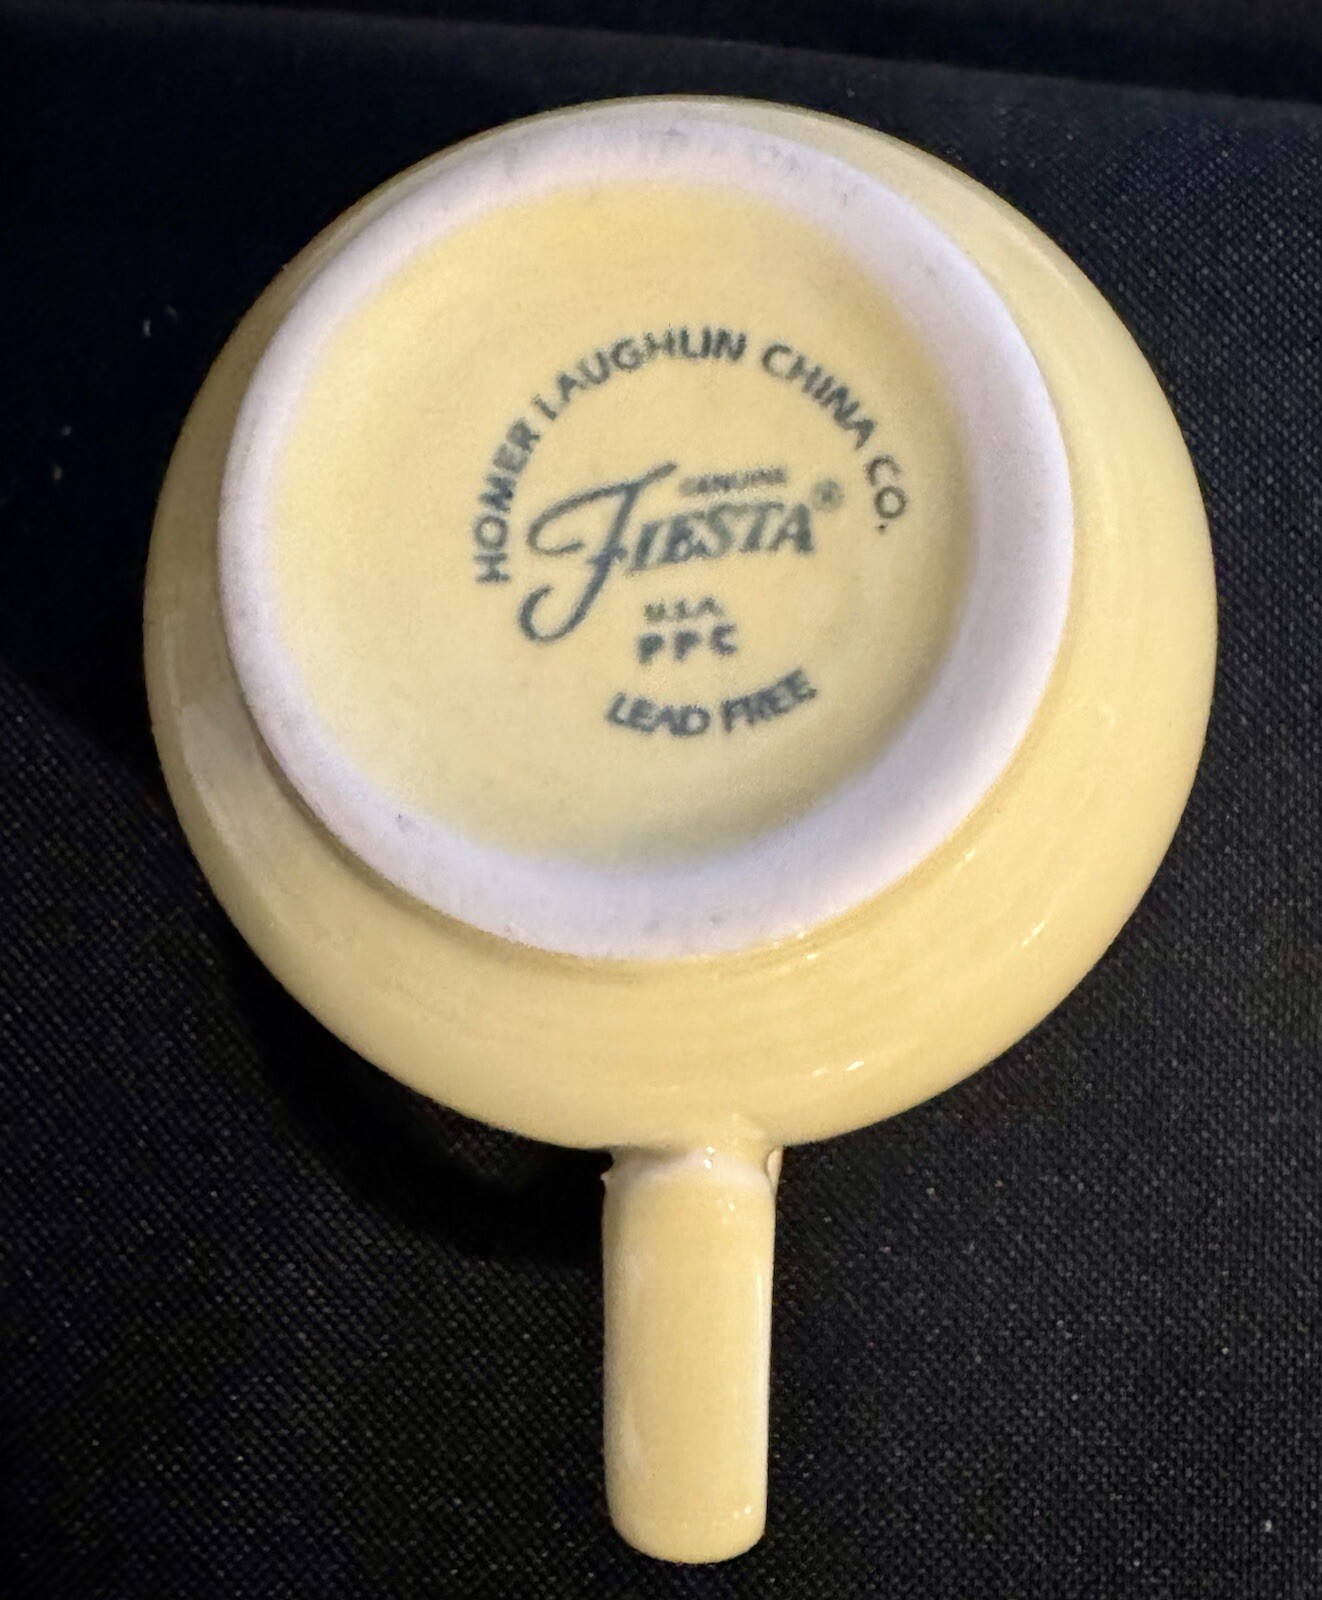 HOMER LAUGHLIN CHINA CO.
GENUINE
FIESTA®
U.S.A.
PPC
LEAD FREE